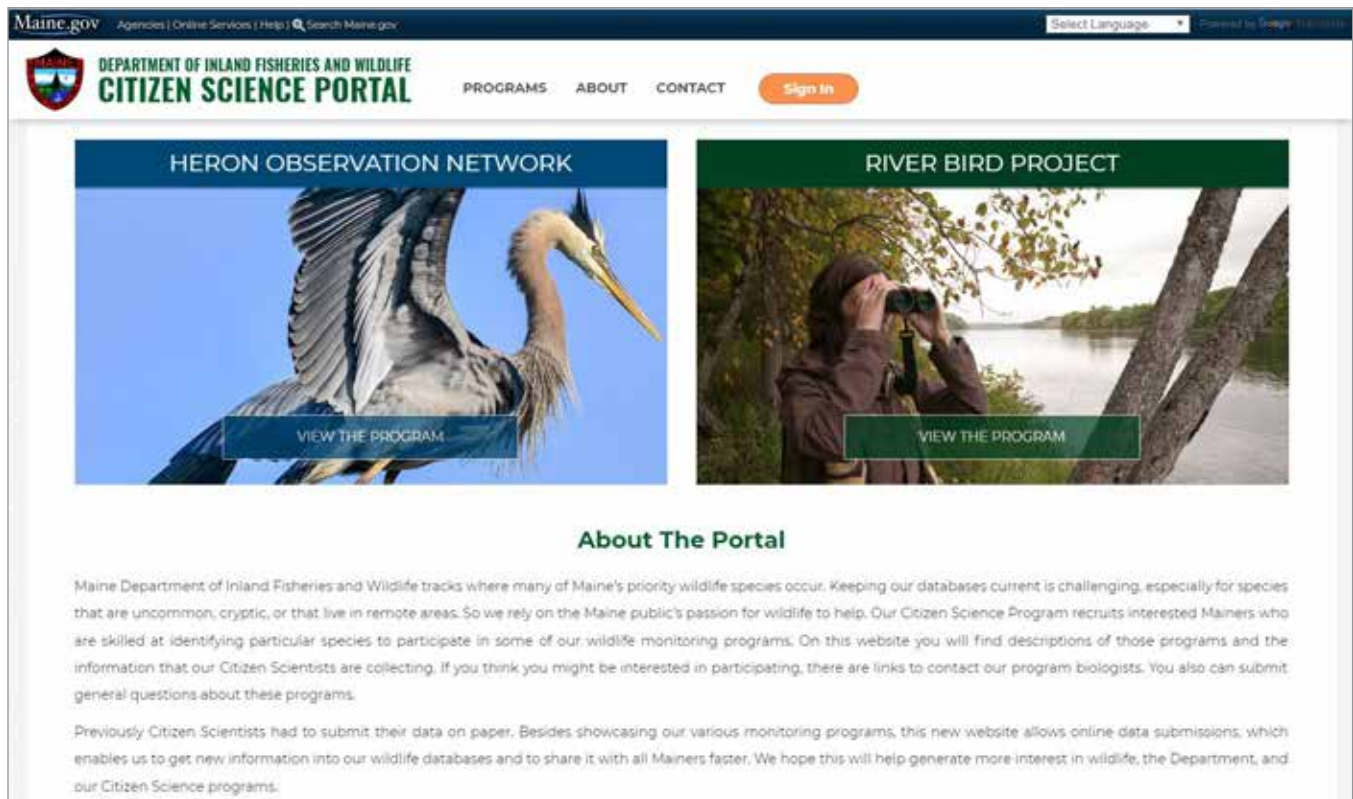 Maine.gov Agencies | Online Services | Help | Search Maine.gov Select Language Powered by Google Translate
MAINE
DEPARTMENT OF INLAND FISHERIES AND WILDLIFE
CITIZEN SCIENCE PORTAL
PROGRAMS ABOUT CONTACT Sign In
HERON OBSERVATION NETWORK
VIEW THE PROGRAM
RIVER BIRD PROJECT
VIEW THE PROGRAM
About The Portal
Maine Department of Inland Fisheries and Wildlife tracks where many of Maine's priority wildlife species occur. Keeping our databases current is challenging, especially for species
that are uncommon, cryptic, or that live in remote areas. So we rely on the Maine public's passion for wildlife to help. Our Citizen Science Program recruits interested Mainers who
are skilled at identifying particular species to participate in some of our wildlife monitoring programs. On this website you will find descriptions of those programs and the
information that our Citizen Scientists are collecting. If you think you might be interested in participating, there are links to contact our program biologists. You also can submit
general questions about these programs.
Previously Citizen Scientists had to submit their data on paper. Besides showcasing our various monitoring programs, this new website allows online data submissions, which
enables us to get new information into our wildlife databases and to share it with all Mainers faster. We hope this will help generate more interest in wildlife, the Department, and
our Citizen Science programs.